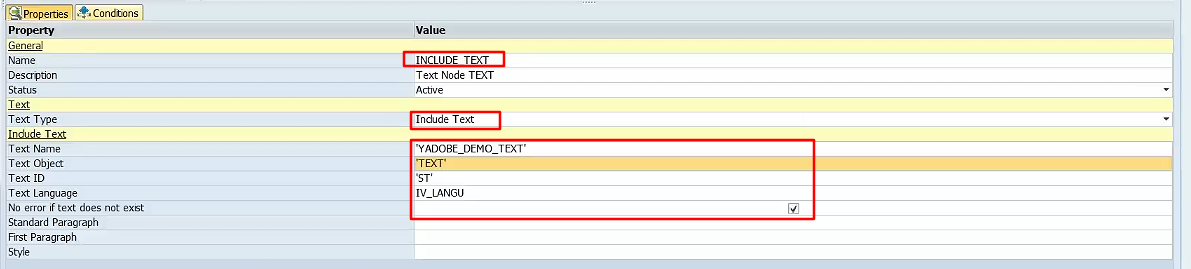 Properties Conditions
Property Value
General
Name INCLUDE_TEXT
Description Text Node TEXT
Status Active
Text
Text Type Include Text
Include Text
Text Name 'YADOBE_DEMO_TEXT'
Text Object 'TEXT'
Text ID 'ST'
Text Language IV_LANGU
No error if text does not exist
Standard Paragraph
First Paragraph
Style